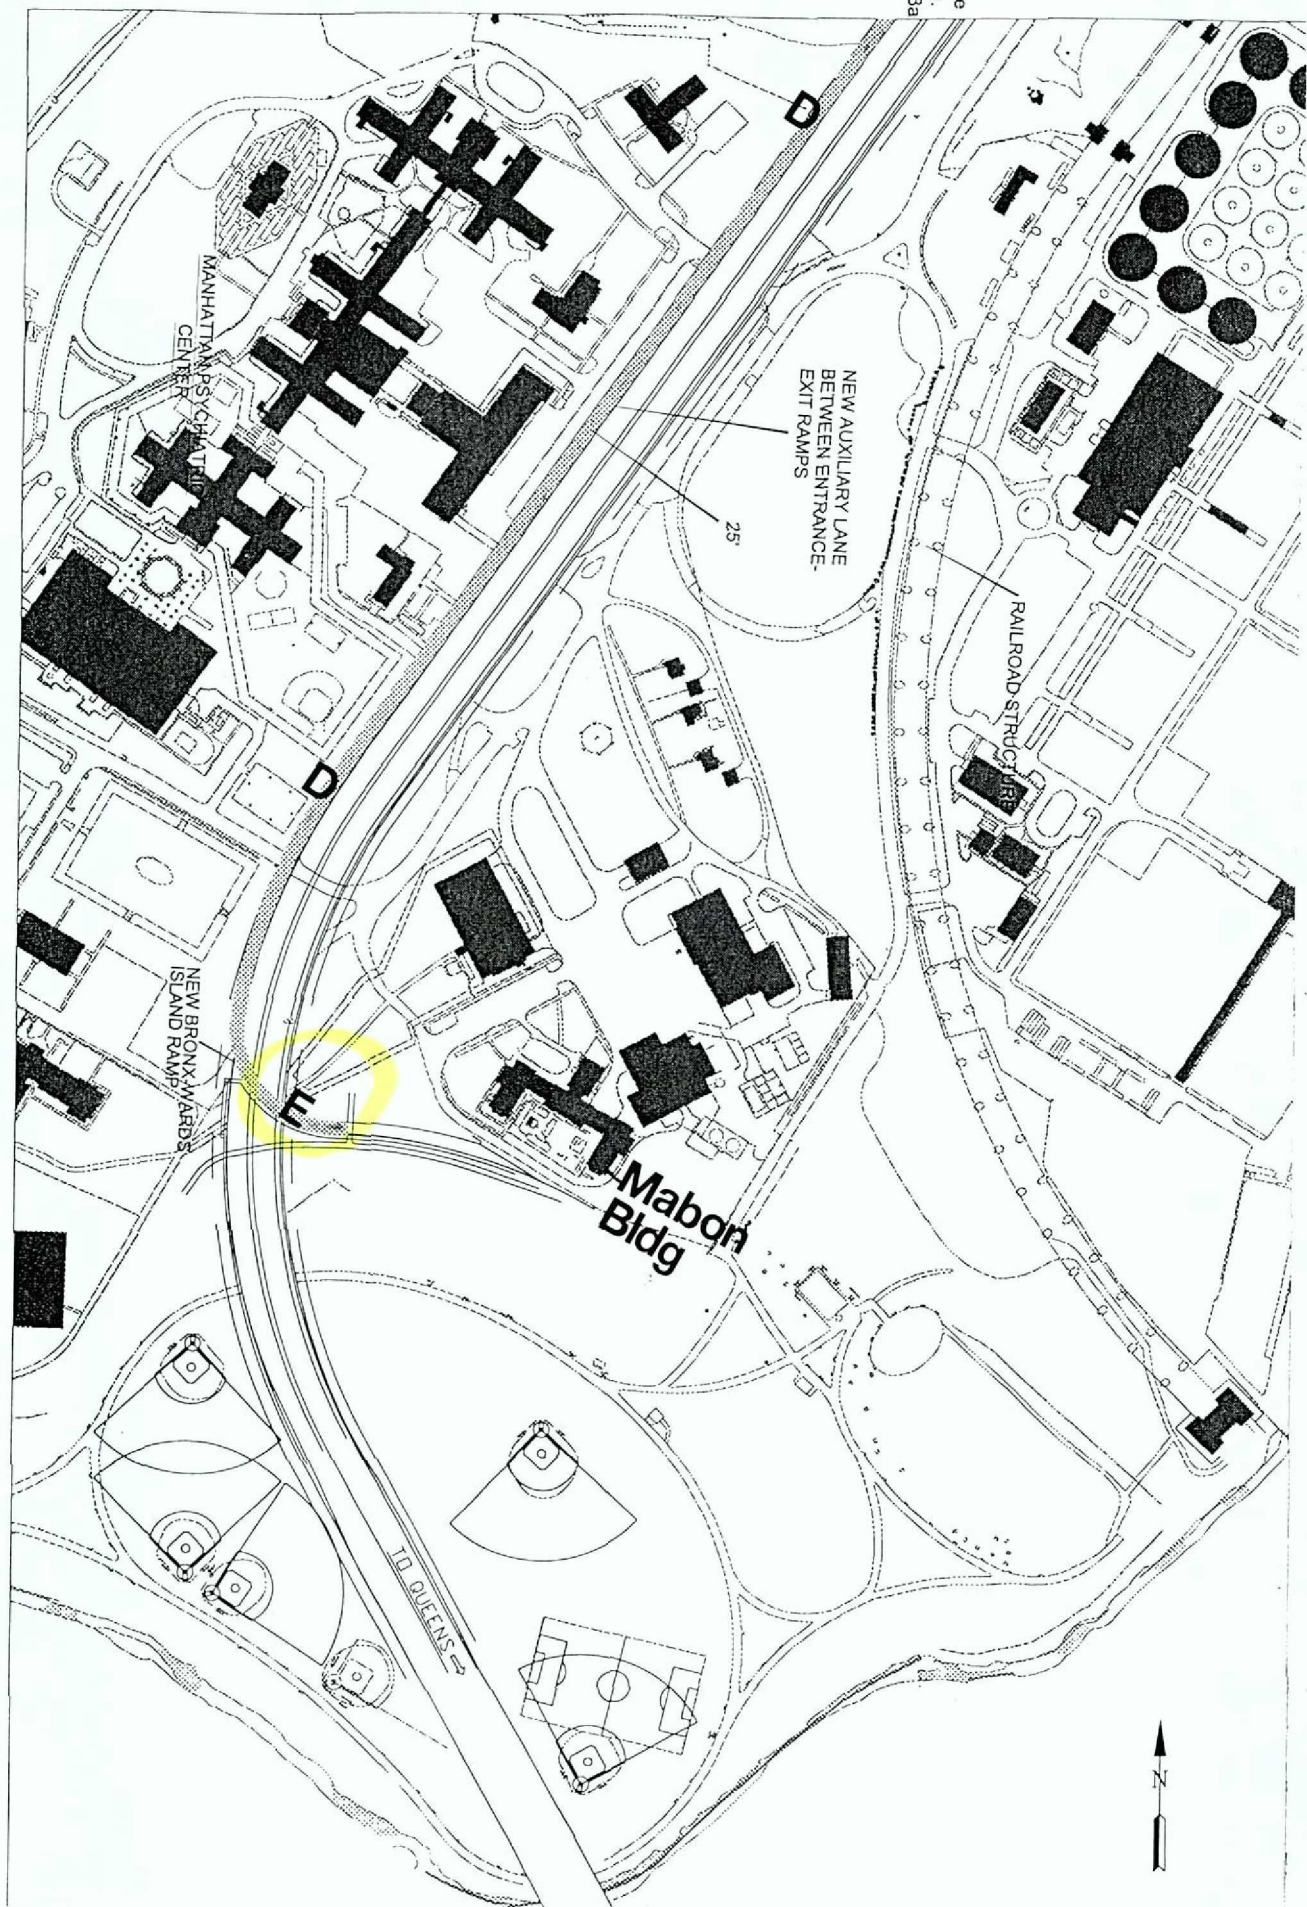 D
NEW AUXILIARY LANE
BETWEEN ENTRANCE-
EXIT RAMPS
25'
MANHATTAN PSYCHIATRIC
CENTER
RAILROAD STRUCTURE
D
NEW BRONX-WARDS
ISLAND RAMP
E
Mabon
Bldg
TO QUEENS
N